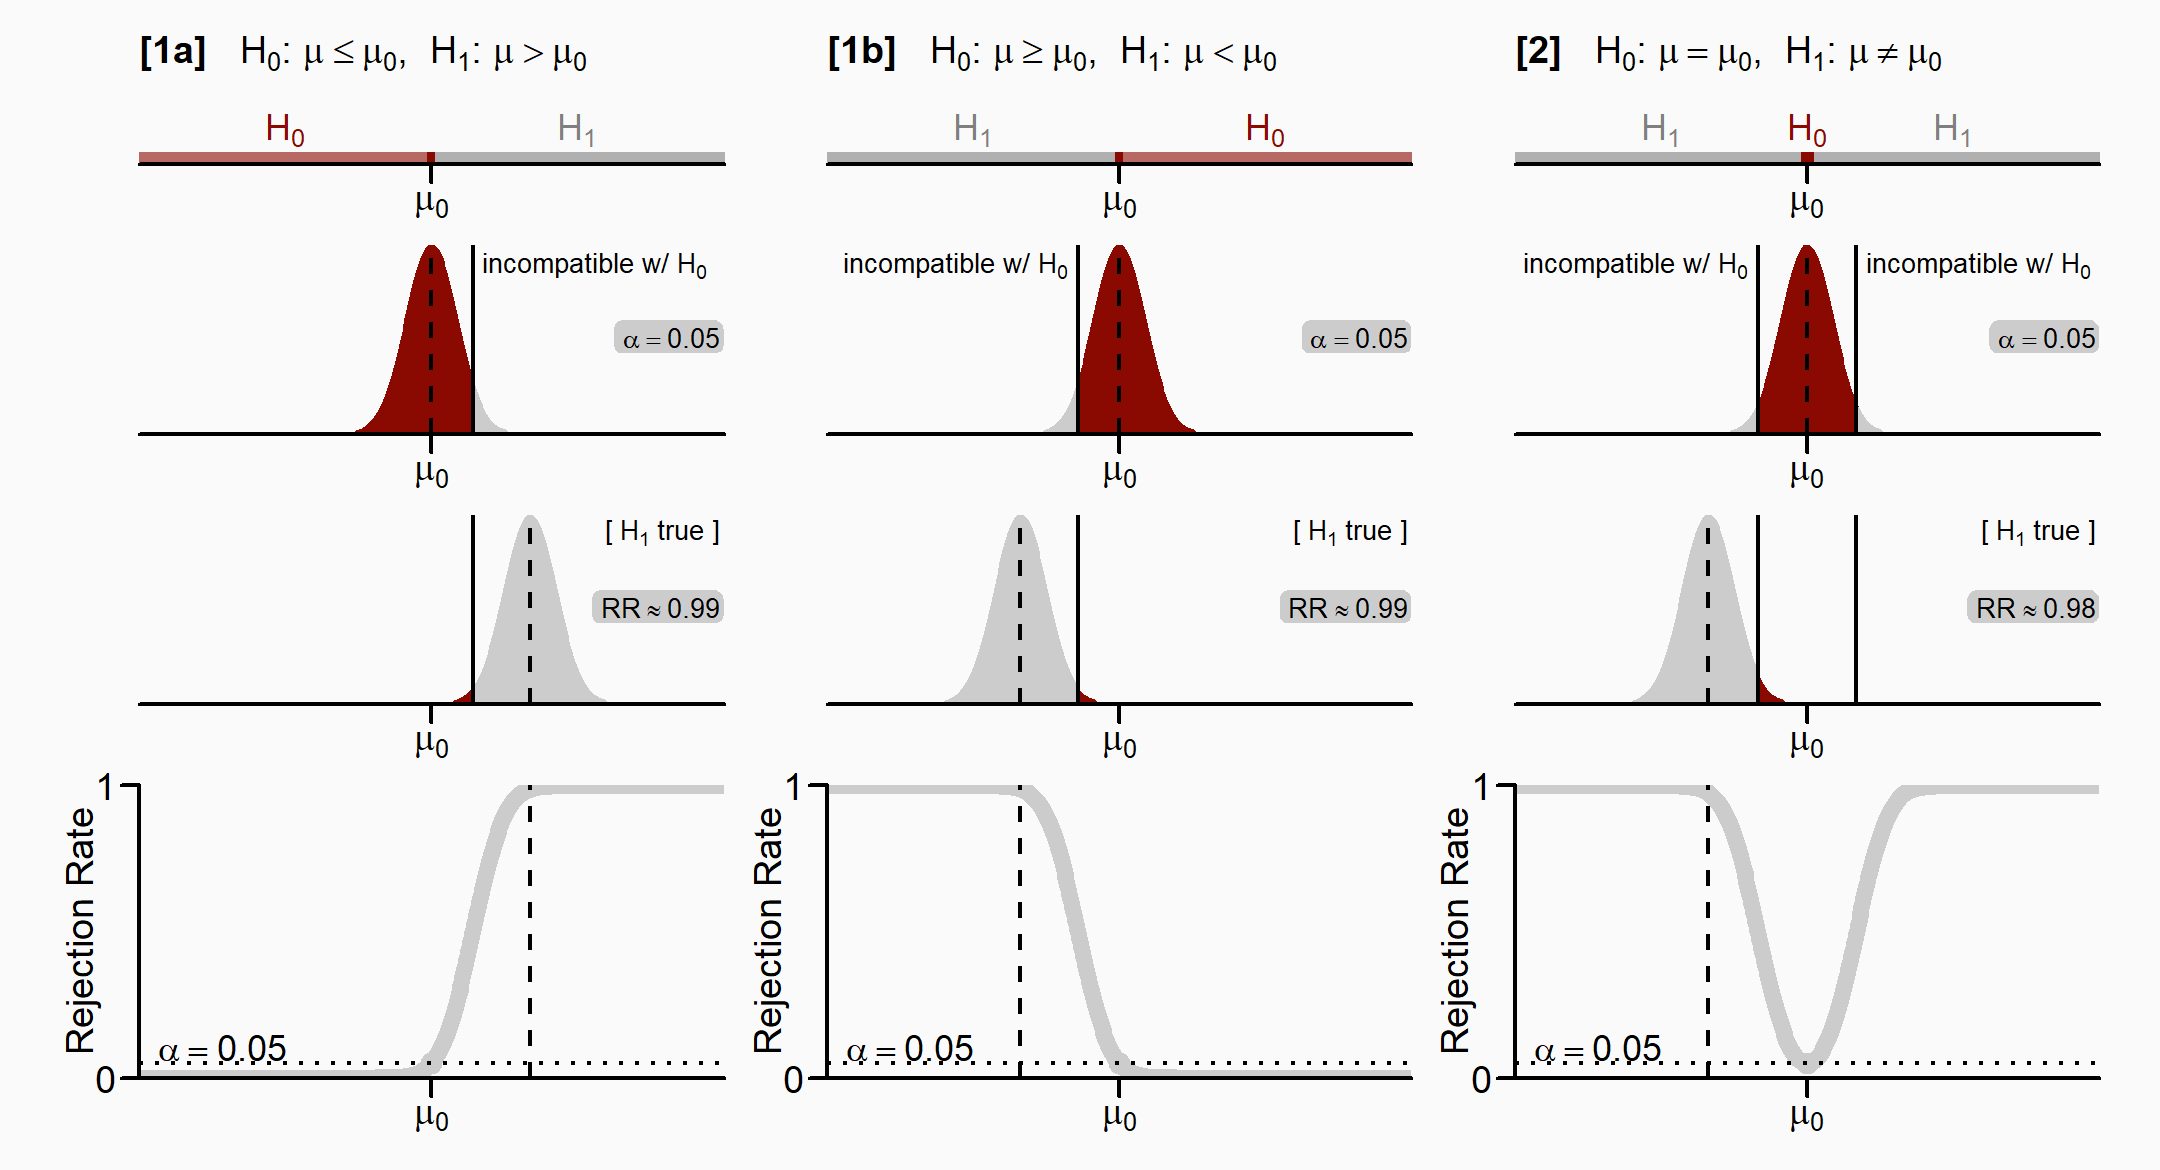 [1a] H₀: μ ≤ μ₀, H₁: μ > μ₀
H₀ H₁
μ₀
incompatible w/ H₀
α = 0.05
μ₀
[ H₁ true ]
RR ≈ 0.99
μ₀
1
Rejection Rate
α = 0.05
0
μ₀
[1b] H₀: μ ≥ μ₀, H₁: μ < μ₀
H₁ H₀
μ₀
incompatible w/ H₀
α = 0.05
μ₀
[ H₁ true ]
RR ≈ 0.99
μ₀
1
Rejection Rate
α = 0.05
0
μ₀
[2] H₀: μ = μ₀, H₁: μ ≠ μ₀
H₁ H₀ H₁
μ₀
incompatible w/ H₀ incompatible w/ H₀
α = 0.05
μ₀
[ H₁ true ]
RR ≈ 0.98
μ₀
1
Rejection Rate
α = 0.05
0
μ₀